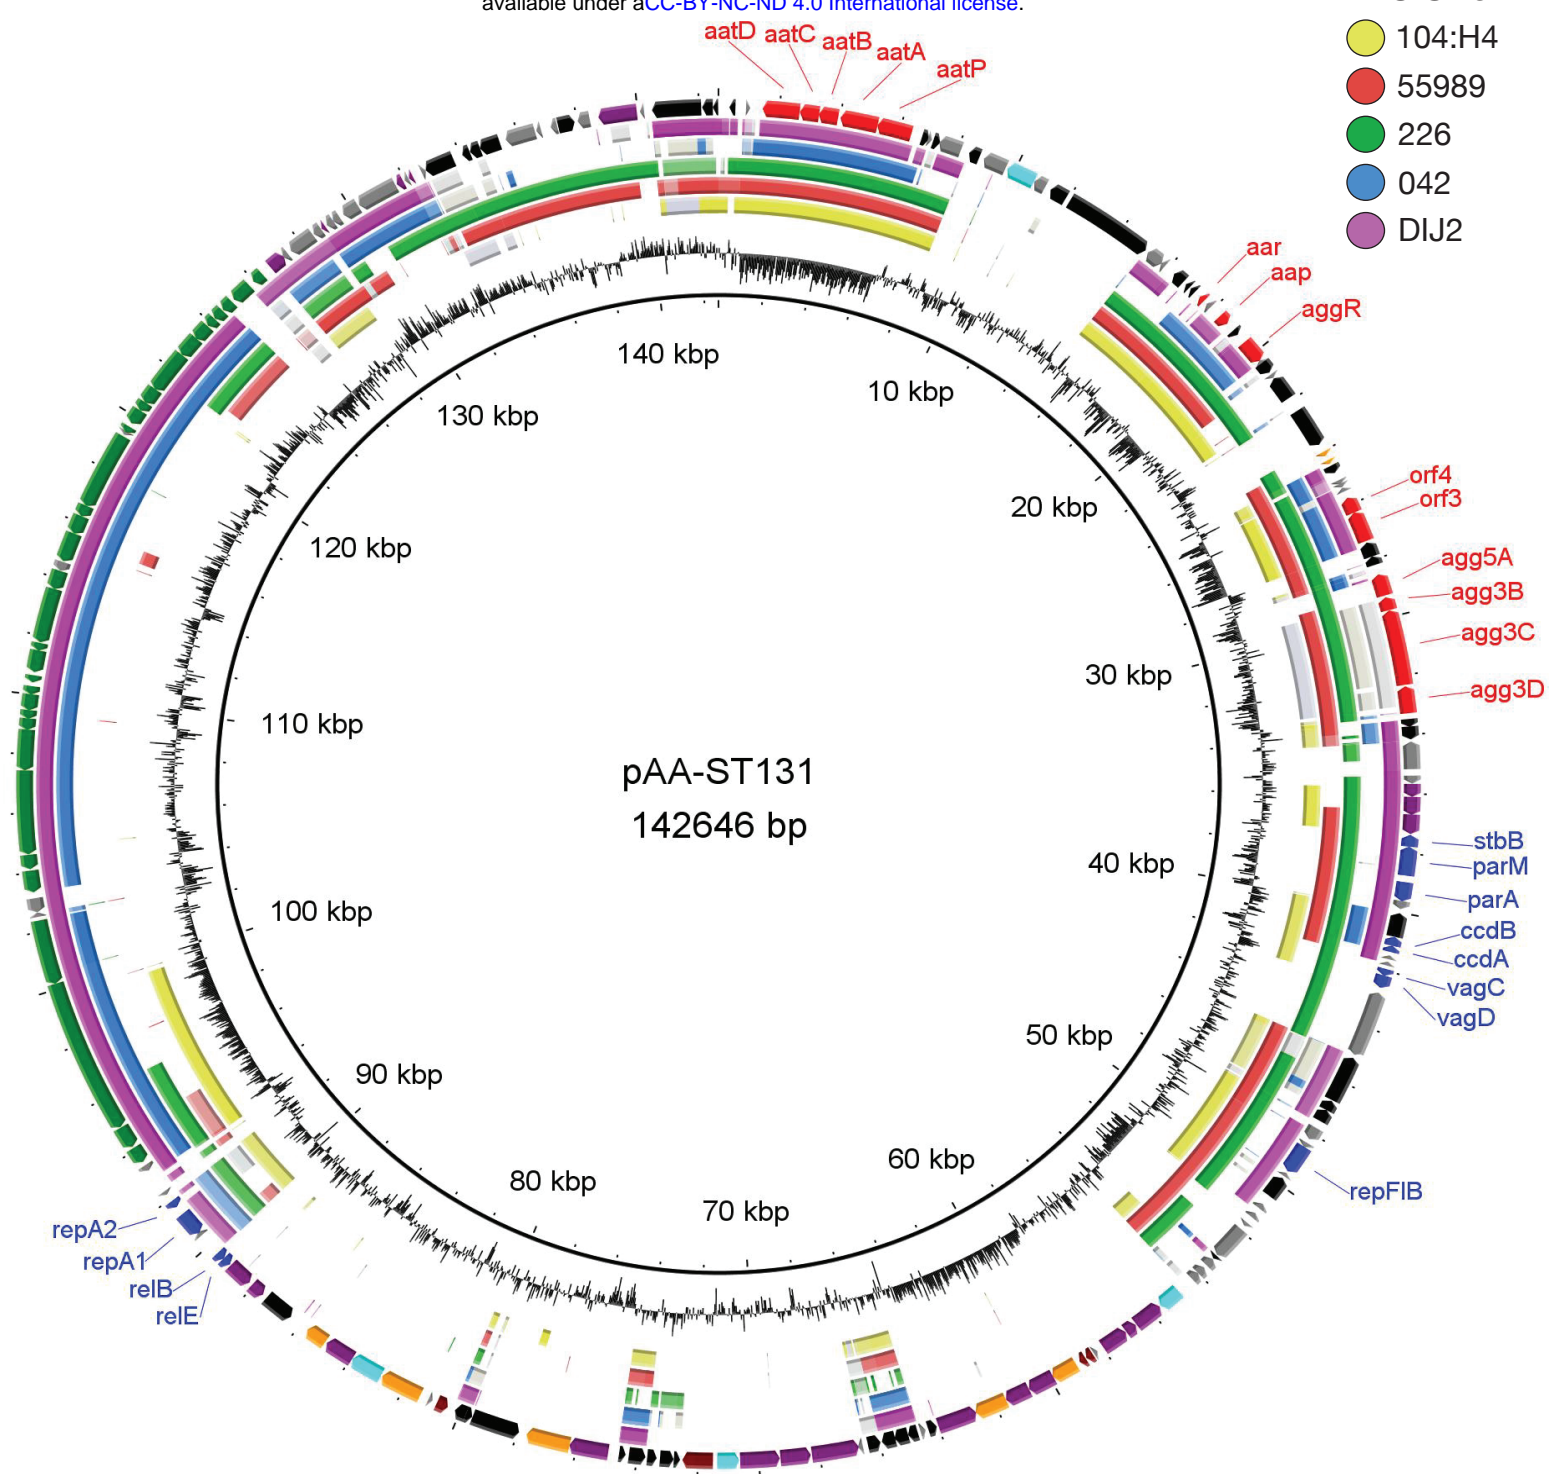 available under aCC-BY-NC-ND 4.0 International license.
104:H4
55989
226
042
DIJ2
aatD
aatC
aatB
aatA
aatP
aar
aap
aggR
orf4
orf3
agg5A
agg3B
agg3C
agg3D
stbB
parM
parA
ccdB
ccdA
vagC
vagD
repFIB
repA2
repA1
relB
relE
140 kbp
10 kbp
20 kbp
30 kbp
40 kbp
50 kbp
60 kbp
70 kbp
80 kbp
90 kbp
100 kbp
110 kbp
120 kbp
130 kbp
pAA-ST131
142646 bp